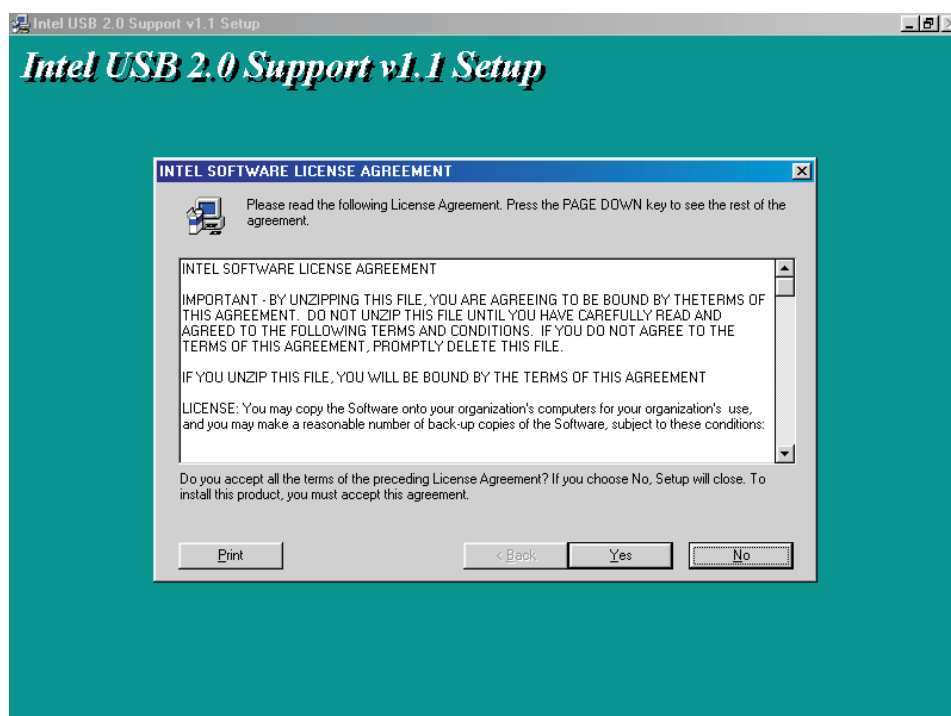 Intel USB 2.0 Support v1.1 Setup
Intel USB 2.0 Support v1.1 Setup
INTEL SOFTWARE LICENSE AGREEMENT
Please read the following License Agreement. Press the PAGE DOWN key to see the rest of the
agreement.
INTEL SOFTWARE LICENSE AGREEMENT
IMPORTANT - BY UNZIPPING THIS FILE, YOU ARE AGREEING TO BE BOUND BY THETERMS OF
THIS AGREEMENT.  DO NOT UNZIP THIS FILE UNTIL YOU HAVE CAREFULLY READ AND
AGREED TO THE FOLLOWING TERMS AND CONDITIONS.  IF YOU DO NOT AGREE TO THE
TERMS OF THIS AGREEMENT, PROMPTLY DELETE THIS FILE.
IF YOU UNZIP THIS FILE, YOU WILL BE BOUND BY THE TERMS OF THIS AGREEMENT
LICENSE: You may copy the Software onto your organization's computers for your organization's  use,
and you may make a reasonable number of back-up copies of the Software, subject to these conditions:
Do you accept all the terms of the preceding License Agreement? If you choose No, Setup will close. To
install this product, you must accept this agreement.
Print
< Back
Yes
No